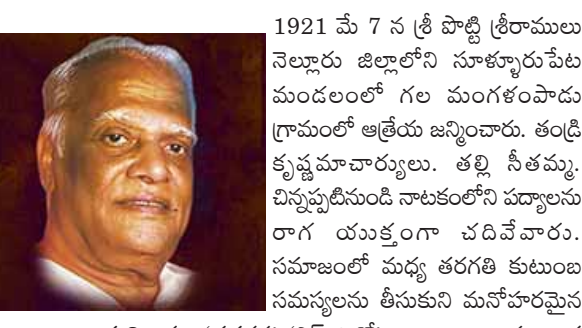 1921 మే 7 న శ్రీ పొట్టి శ్రీరాములు
నెల్లూరు జిల్లాలోని సూళ్ళూరుపేట
మండలంలో గల మంగళంపాడు
గ్రామంలో ఆత్రేయ జన్మించారు. తండ్రి
కృష్ణమాచార్యులు. తల్లి సీతమ్మ.
చిన్నప్పటినుండి నాటకంలోని పద్యాలను
రాగ యుక్తంగా చదివేవారు.
సమాజంలో మధ్య తరగతి కుటుంబ
సమస్యలను తీసుకుని మనోహరమైన